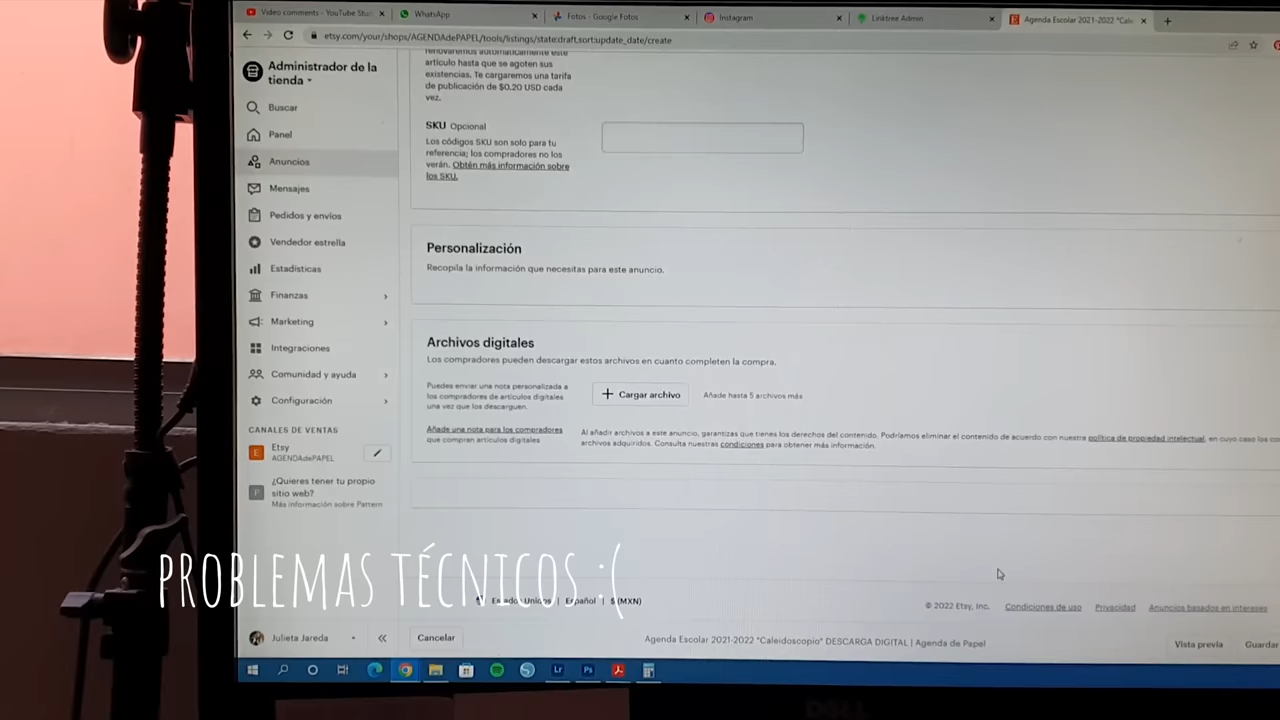 Video comments - YouTube Stu
WhatsApp
Fotos - Google Fotos
Instagram
Linktree Admin
Agenda Escolar 2021-2022 "Cale
etsy.com/your/shops/AGENDAdePAPEL/tools/listings/state:draft,sort:update_date/create
Administrador de la
tienda
Buscar
Panel
Anuncios
Mensajes
Pedidos y envíos
Vendedor estrella
Estadísticas
Finanzas
Marketing
Integraciones
Comunidad y ayuda
Configuración
CANALES DE VENTAS
E
Etsy
AGENDAdePAPEL
P
¿Quieres tener tu propio
sitio web?
Más información sobre Pattern
Julieta Jareda
renovaremos automáticamente este
artículo hasta que se agoten sus
existencias. Te cargaremos una tarifa
de publicación de $0.20 USD cada
vez.
SKU Opcional
Los códigos SKU son solo para tu
referencia; los compradores no los
verán. Obtén más información sobre
los SKU.
Personalización
Recopila la información que necesitas para este anuncio.
Archivos digitales
Los compradores pueden descargar estos archivos en cuanto completen la compra.
Puedes enviar una nota personalizada a
los compradores de artículos digitales
una vez que los descarguen.
Añade una nota para los compradores
que compran artículos digitales
+ Cargar archivo
Añade hasta 5 archivos más
Al añadir archivos a este anuncio, garantizas que tienes los derechos del contenido. Podríamos eliminar el contenido de acuerdo con nuestra política de propiedad intelectual, en cuyo caso los
archivos adquiridos. Consulta nuestras condiciones para obtener más información.
PROBLEMAS TÉCNICOS :(
Estados Unidos | Español | $ (MXN)
© 2022 Etsy, Inc. Condiciones de uso Privacidad Anuncios basados en intereses
Cancelar
Agenda Escolar 2021-2022 "Caleidoscopio" DESCARGA DIGITAL | Agenda de Papel
Vista previa
Guardar
Lr
Ps
DELL